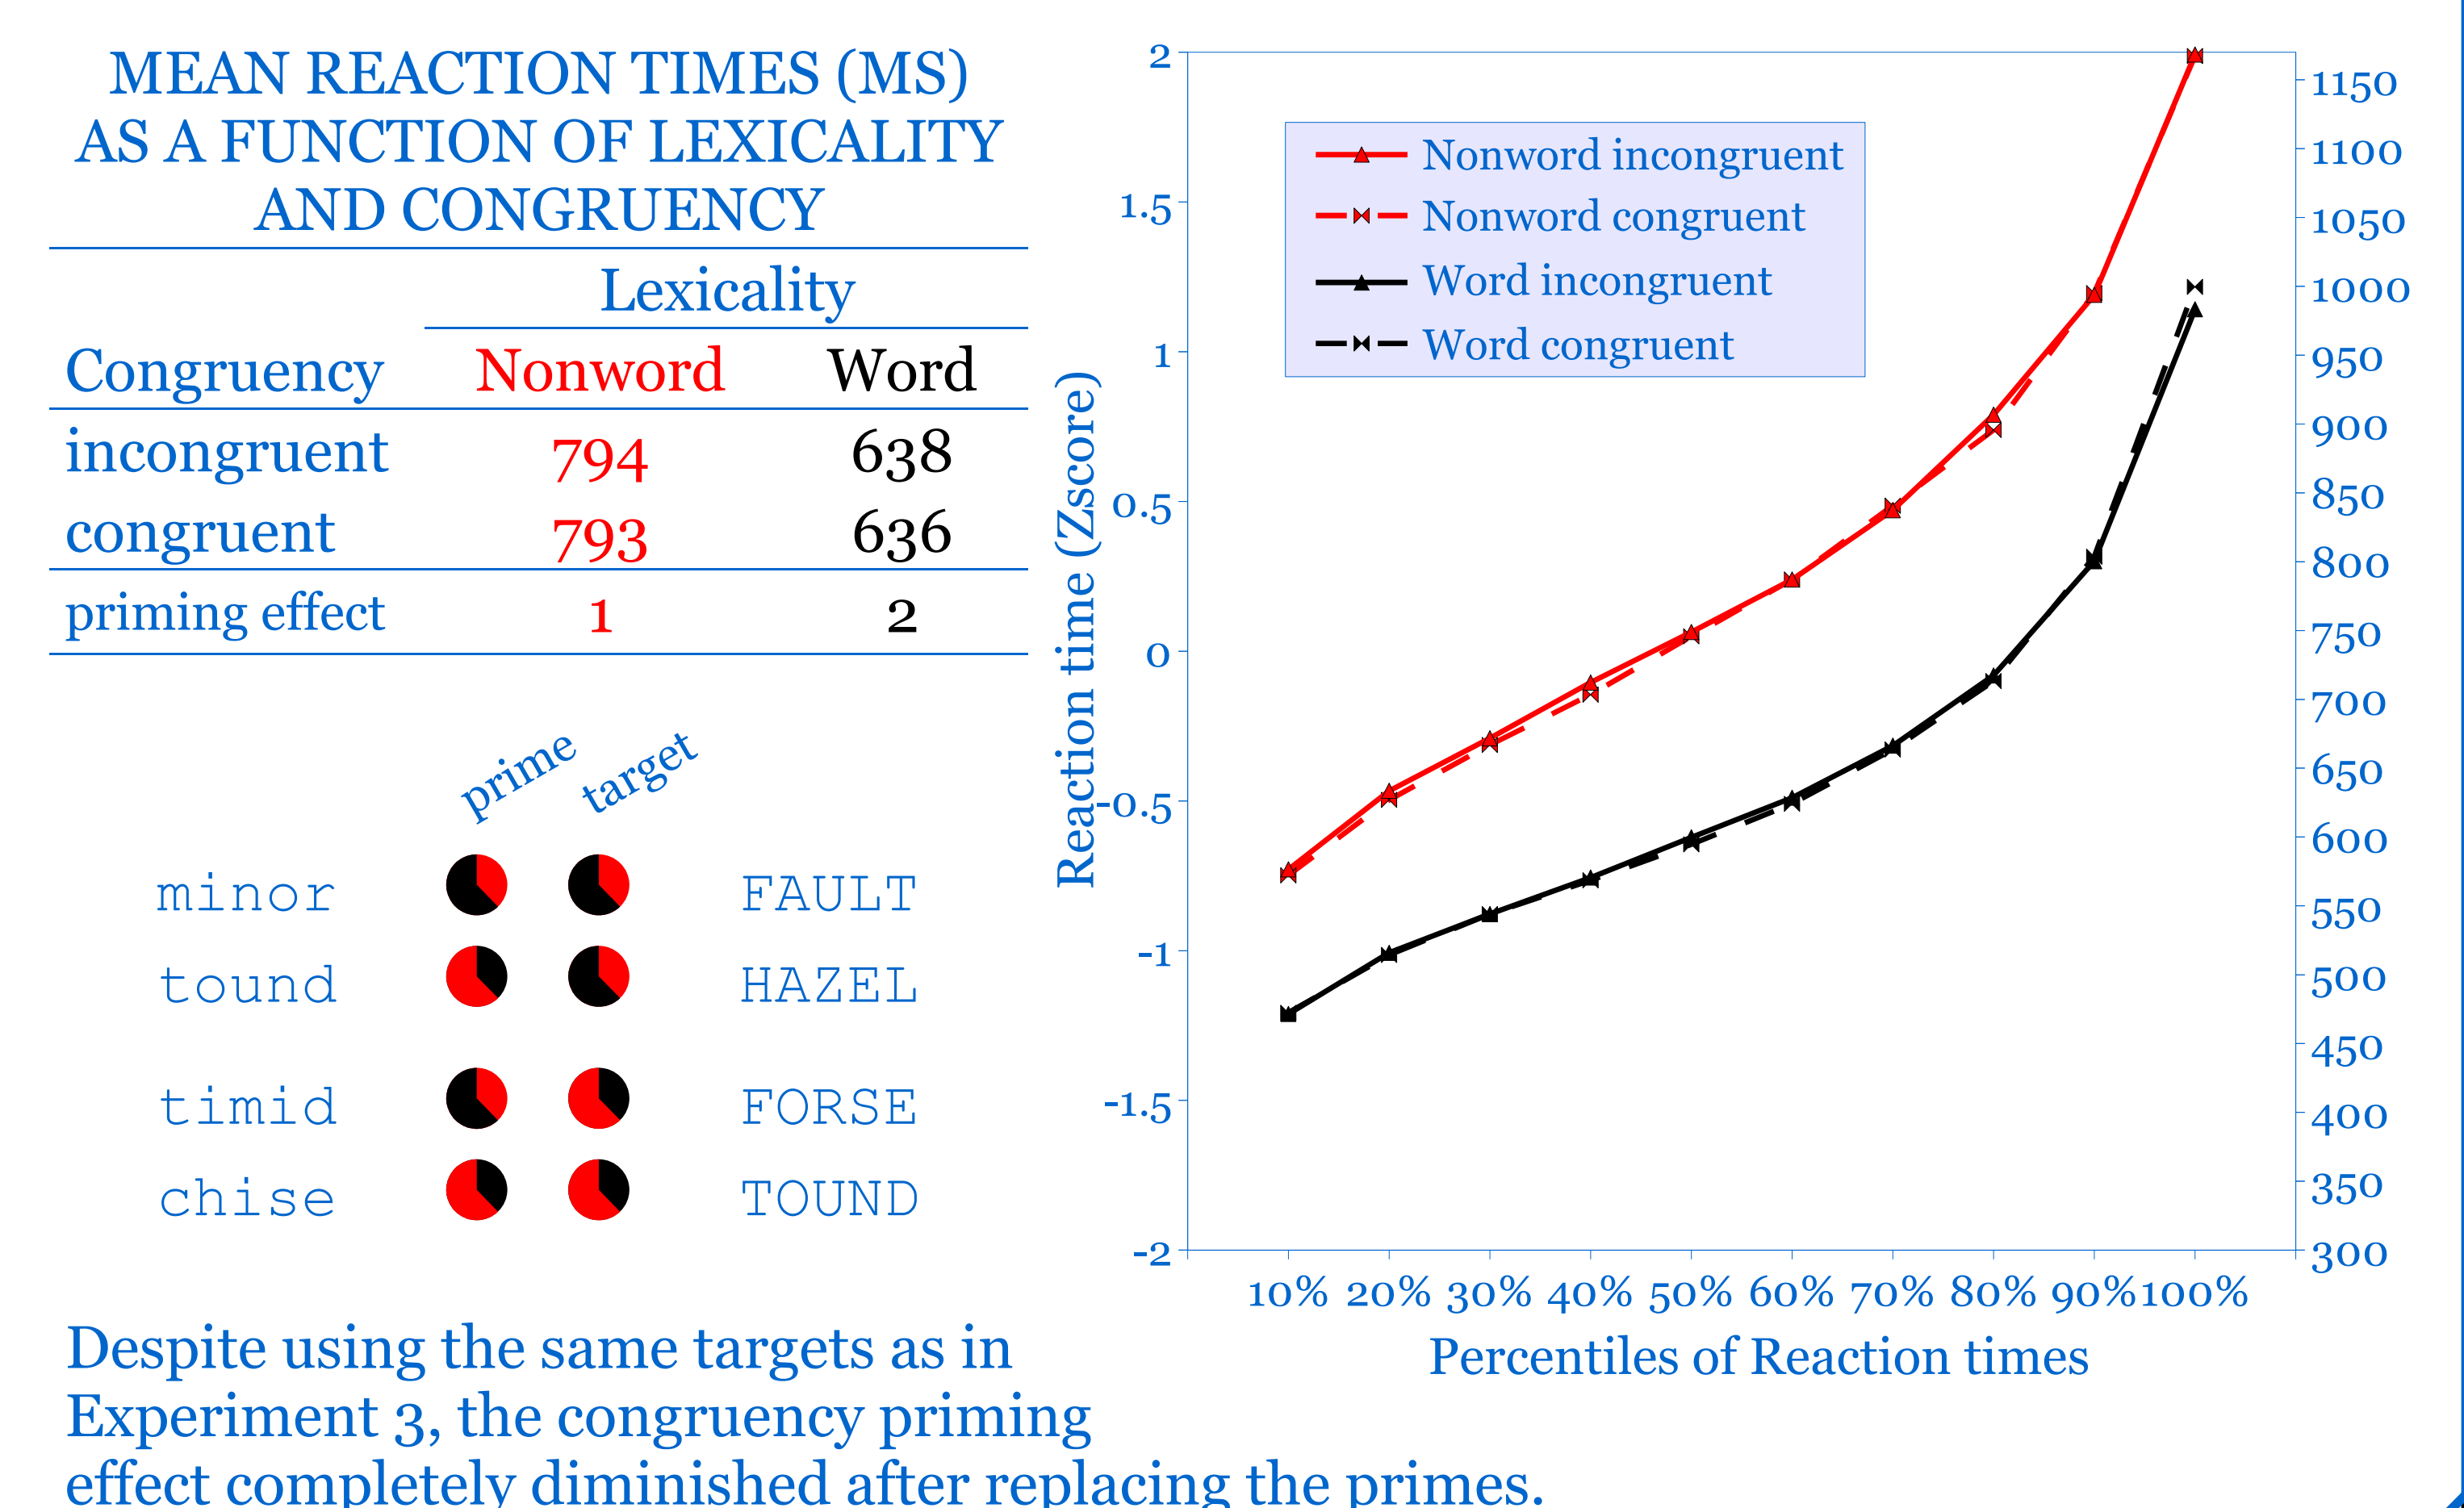 MEAN REACTION TIMES (MS)
AS A FUNCTION OF LEXICALITY
AND CONGRUENCY
Lexicality
Congruency Nonword Word
incongruent 794 638
congruent 793 636
priming effect 1 2
prime target
minor FAULT
tound HAZEL
timid FORSE
chise TOUND
Despite using the same targets as in
Experiment 3, the congruency priming
effect completely diminished after replacing the primes.
Reaction time (Zscore)
2
1.5
1
0.5
0
-0.5
-1
-1.5
-2
Nonword incongruent
Nonword congruent
Word incongruent
Word congruent
1150
1100
1050
1000
950
900
850
800
750
700
650
600
550
500
450
400
350
300
10% 20% 30% 40% 50% 60% 70% 80% 90% 100%
Percentiles of Reaction times